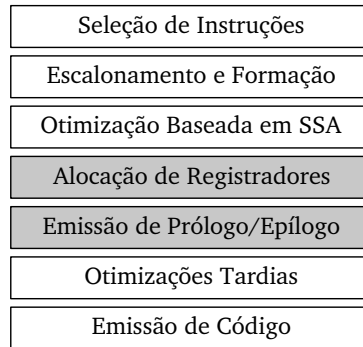 Seleção de Instruções
Escalonamento e Formação
Otimização Baseada em SSA
Alocação de Registradores
Emissão de Prólogo/Epílogo
Otimizações Tardias
Emissão de Código